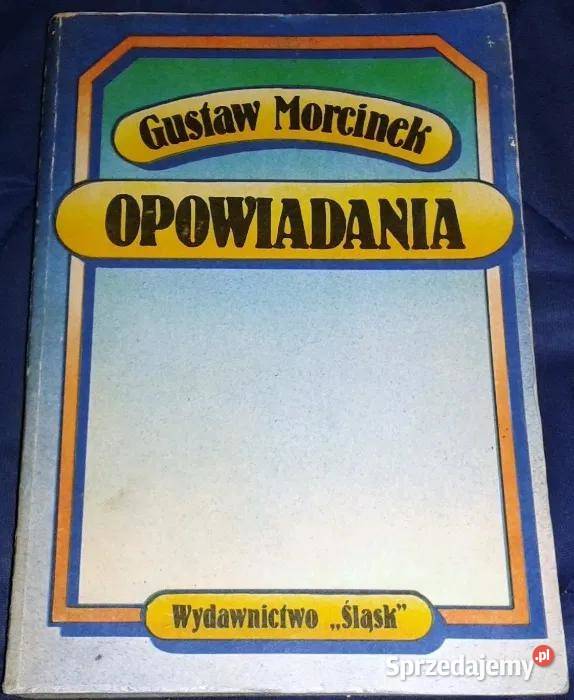 Gustaw Morcinek
OPOWIADANIA
Wydawnictwo „Śląsk”
Sprzedajemy.pl